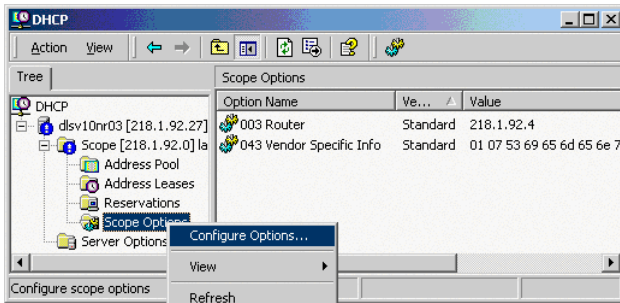 DHCP
Action View
Tree Scope Options
DHCP
dlsv10nr03 [218.1.92.27]
Scope [218.1.92.0] la
Address Pool
Address Leases
Reservations
Scope Options
Server Options
Option Name Ve... Value
003 Router Standard 218.1.92.4
043 Vendor Specific Info Standard 01 07 53 69 65 6d 65 6e 7
Configure Options...
View
Refresh
Configure scope options